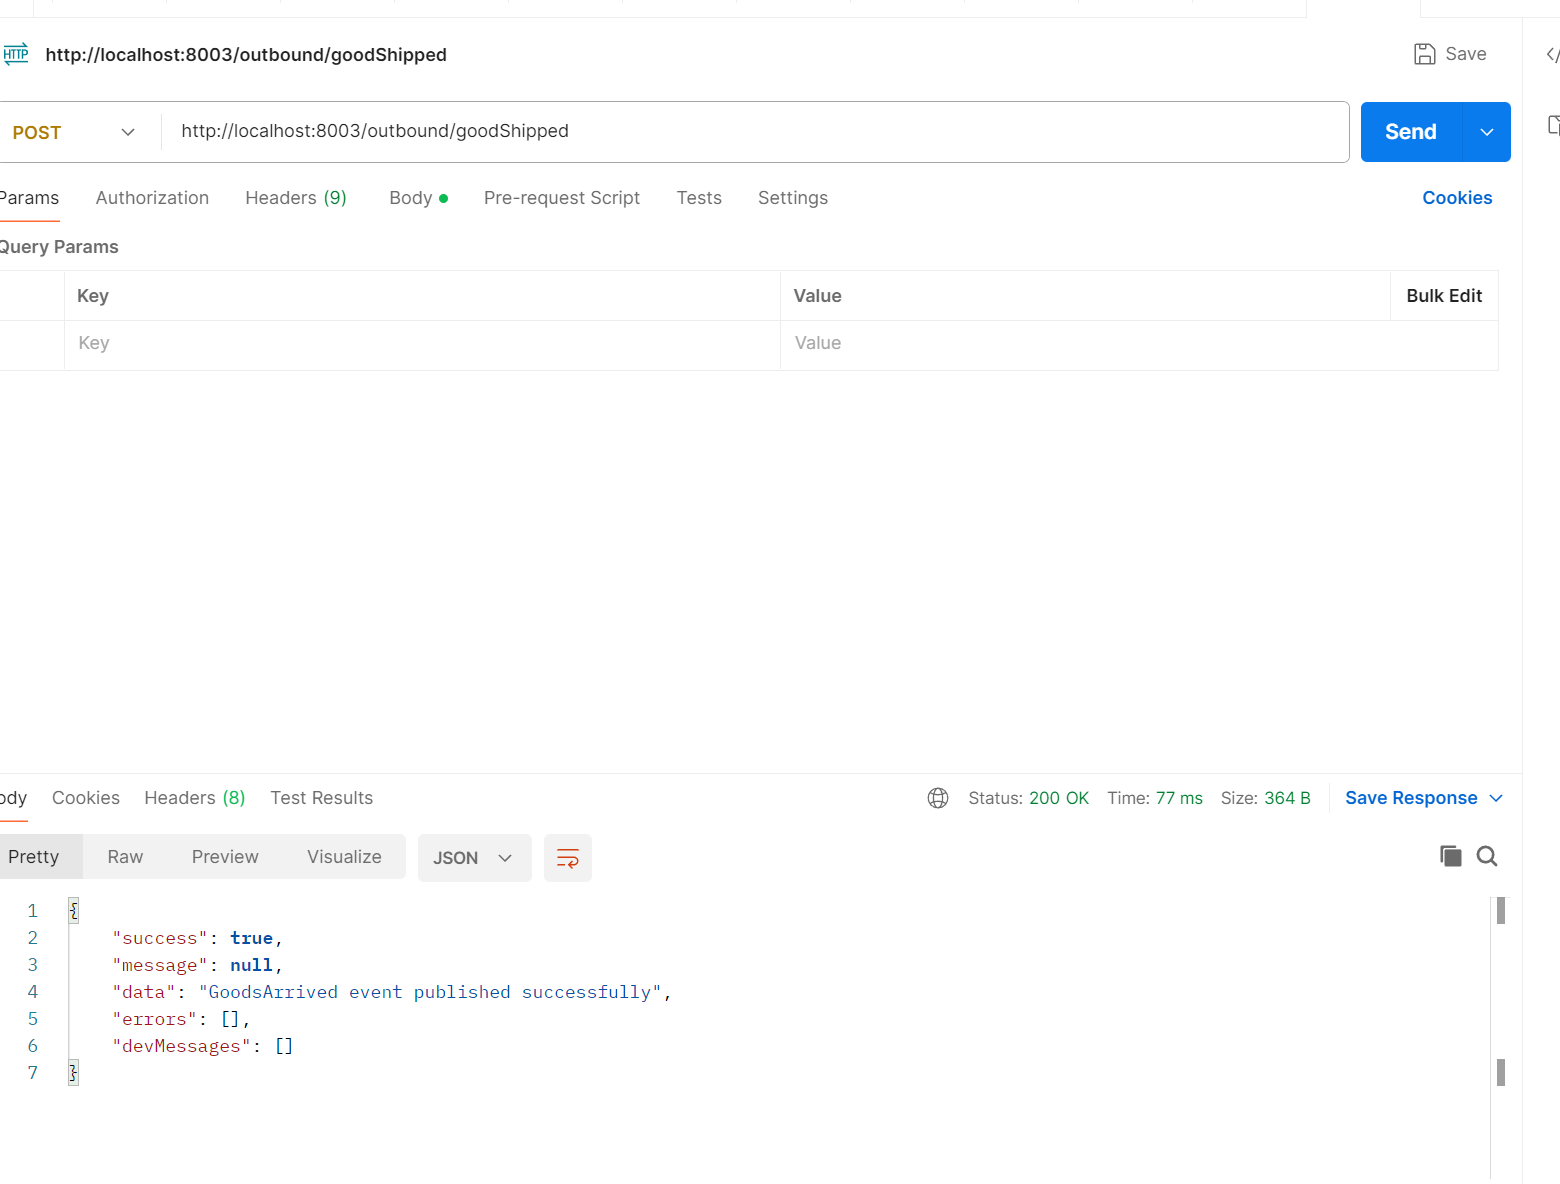 HTTP http://localhost:8003/outbound/goodShipped Save
POST http://localhost:8003/outbound/goodShipped Send
Params Authorization Headers (9) Body Pre-request Script Tests Settings Cookies
Query Params
Key Value Bulk Edit
Key Value
ody Cookies Headers (8) Test Results Status: 200 OK Time: 77 ms Size: 364 B Save Response
Pretty Raw Preview Visualize JSON
1 {
2 "success": true,
3 "message": null,
4 "data": "GoodsArrived event published successfully",
5 "errors": [],
6 "devMessages": []
7 }